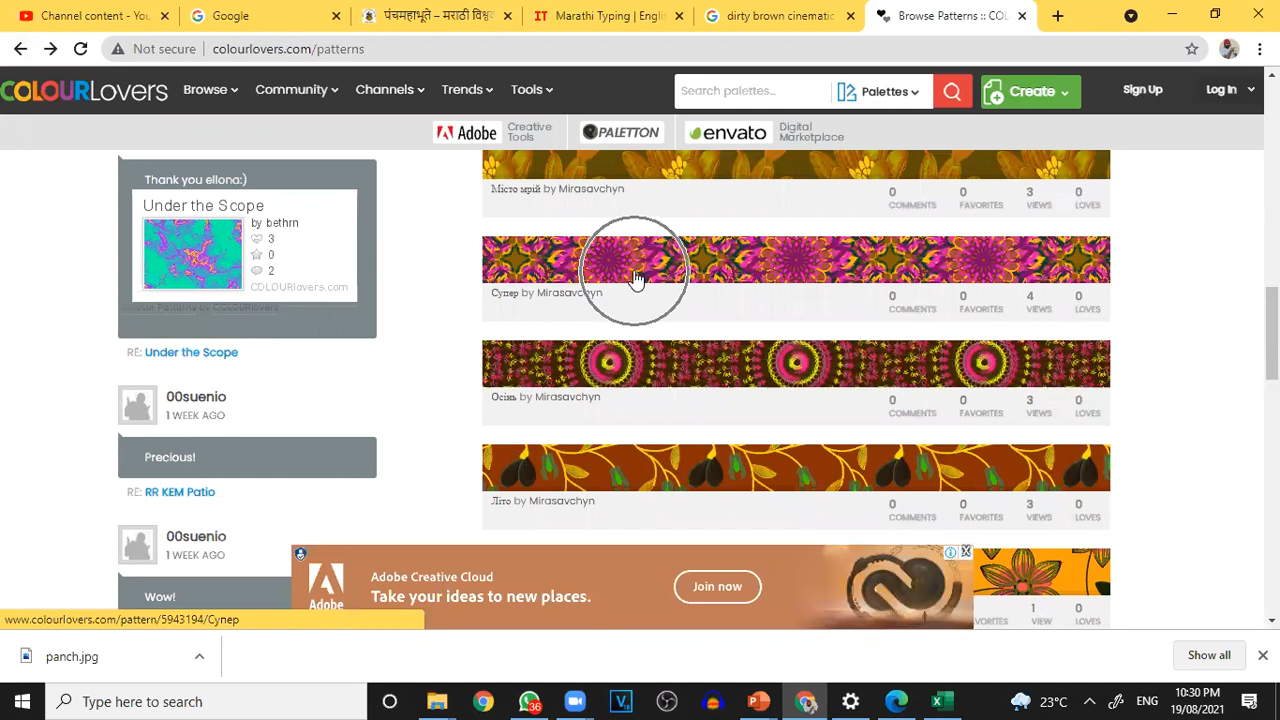 Channel content - You
Google
पंचमहाभूते – मराठी विश्व
IT Marathi Typing | Engli
dirty brown cinematic
Browse Patterns :: COL
Not secure colourlovers.com/patterns
COLOURLovers
Browse
Community
Channels
Trends
Tools
Search palettes...
Palettes
Create
Sign Up
Log In
Adobe Creative Tools
PALETTON
envato Digital Marketplace
Thank you ellona:)
Under the Scope
by bethrn
3
0
2
COLOURlovers.com
RE: Under the Scope
00suenio
1 WEEK AGO
Precious!
RE: RR KEM Patio
00suenio
1 WEEK AGO
Wow!
Місто мрій by Mirasavchyn
0 0 3 0
COMMENTS FAVORITES VIEWS LOVES
Супер by Mirasavchyn
0 0 4 0
COMMENTS FAVORITES VIEWS LOVES
Осінь by Mirasavchyn
0 0 3 0
COMMENTS FAVORITES VIEWS LOVES
Літо by Mirasavchyn
0 0 3 0
COMMENTS FAVORITES VIEWS LOVES
1 0
VORITES VIEW LOVES
Adobe
Adobe Creative Cloud
Take your ideas to new places.
Join now
www.colourlovers.com/pattern/5943194/Супер
panch.jpg
Show all
Type here to search
36
23°C
ENG
10:30 PM
19/08/2021